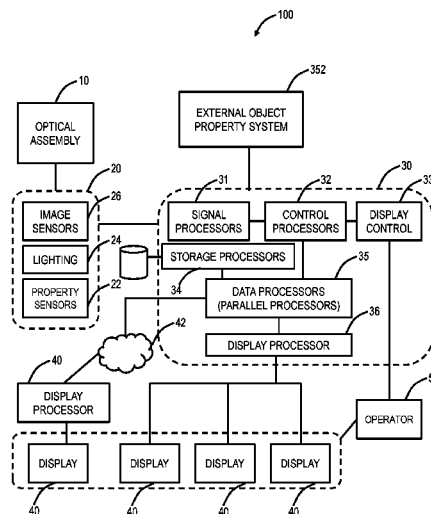 100
10
352
OPTICAL
ASSEMBLY
EXTERNAL OBJECT
PROPERTY SYSTEM
20
26
30
31
32
33
IMAGE
SENSORS
SIGNAL
PROCESSORS
CONTROL
PROCESSORS
DISPLAY
CONTROL
24
LIGHTING
STORAGE PROCESSORS
35
22
PROPERTY
SENSORS
34
DATA PROCESSORS
(PARALLEL PROCESSORS)
36
42
DISPLAY PROCESSOR
40
DISPLAY
PROCESSOR
OPERATOR
DISPLAY
DISPLAY
DISPLAY
DISPLAY
40
40
40
40